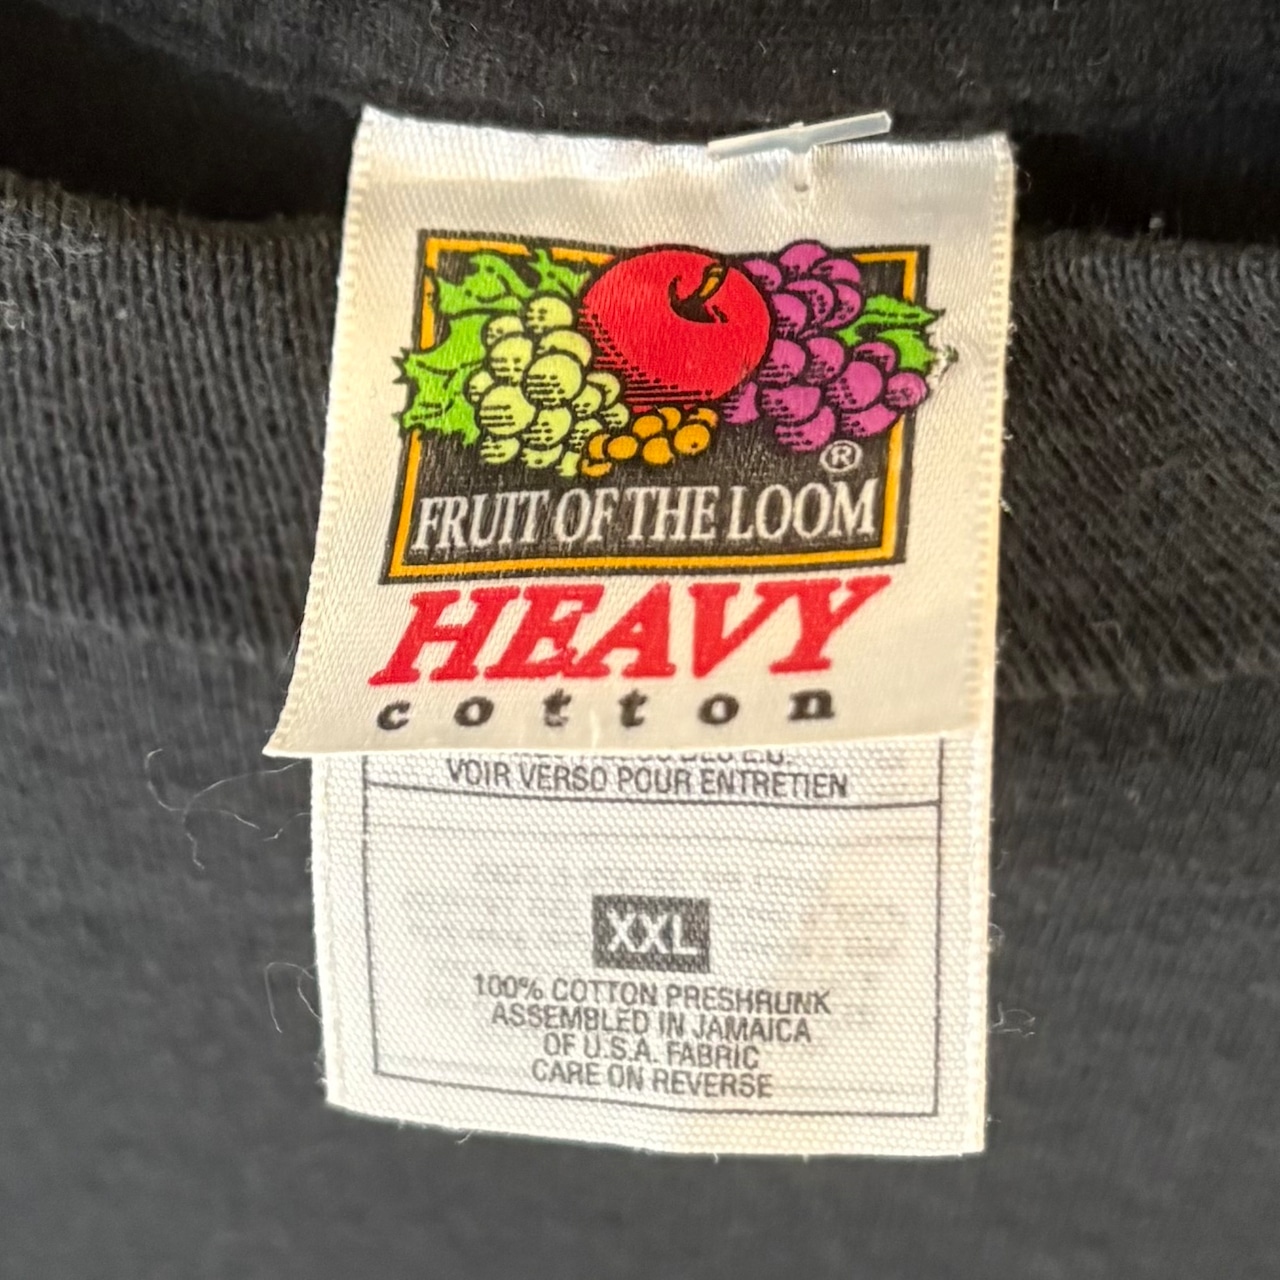 ®
FRUIT OF THE LOOM
HEAVY
cotton
VOIR VERSO POUR ENTRETIEN
XXL
100% COTTON PRESHRUNK
ASSEMBLED IN JAMAICA
OF U.S.A. FABRIC
CARE ON REVERSE